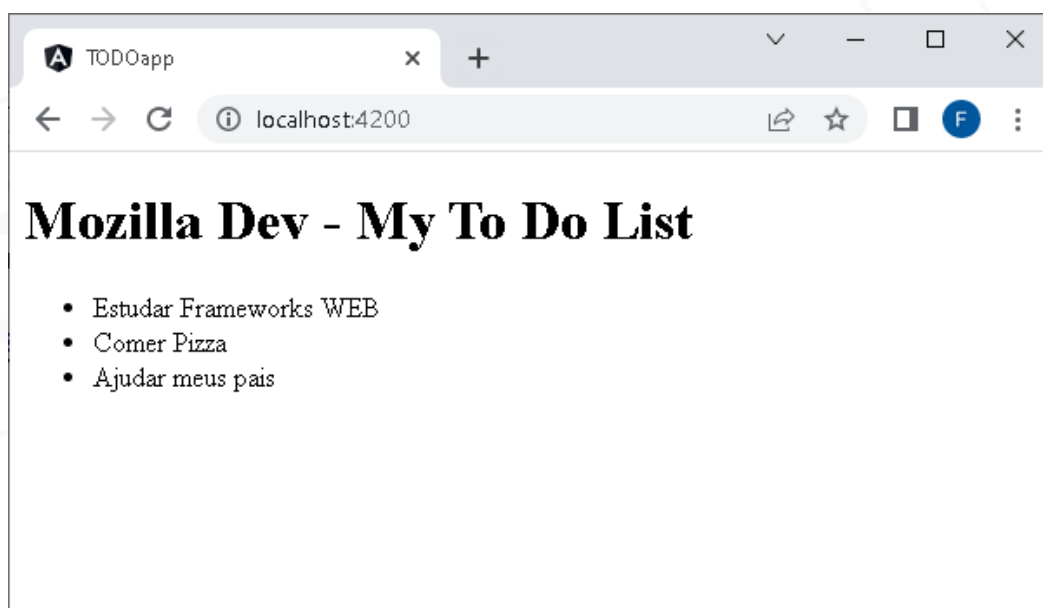 TODOapp
localhost:4200
F
Mozilla Dev - My To Do List
Estudar Frameworks WEB
Comer Pizza
Ajudar meus pais